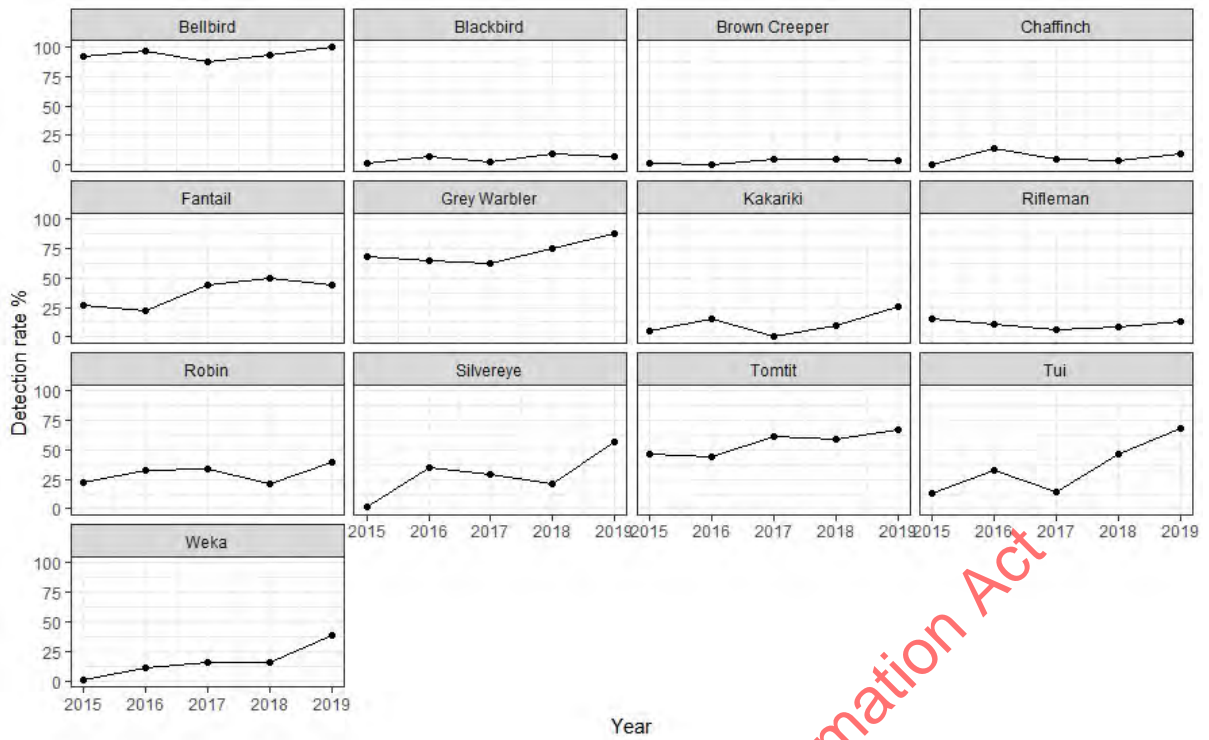 Bellbird Blackbird Brown Creeper Chaffinch
100
75
50
25
0
Fantail Grey Warbler Kakariki Rifleman
100
75
50
25
0
Robin Silvereye Tomtit Tui
100
75
50
25
0
2015 2016 2017 2018 2019 2015 2016 2017 2018 2019 2015 2016 2017 2018 2019
Weka
100
75
50
25
0
2015 2016 2017 2018 2019
Detection rate %
Year
mation Act